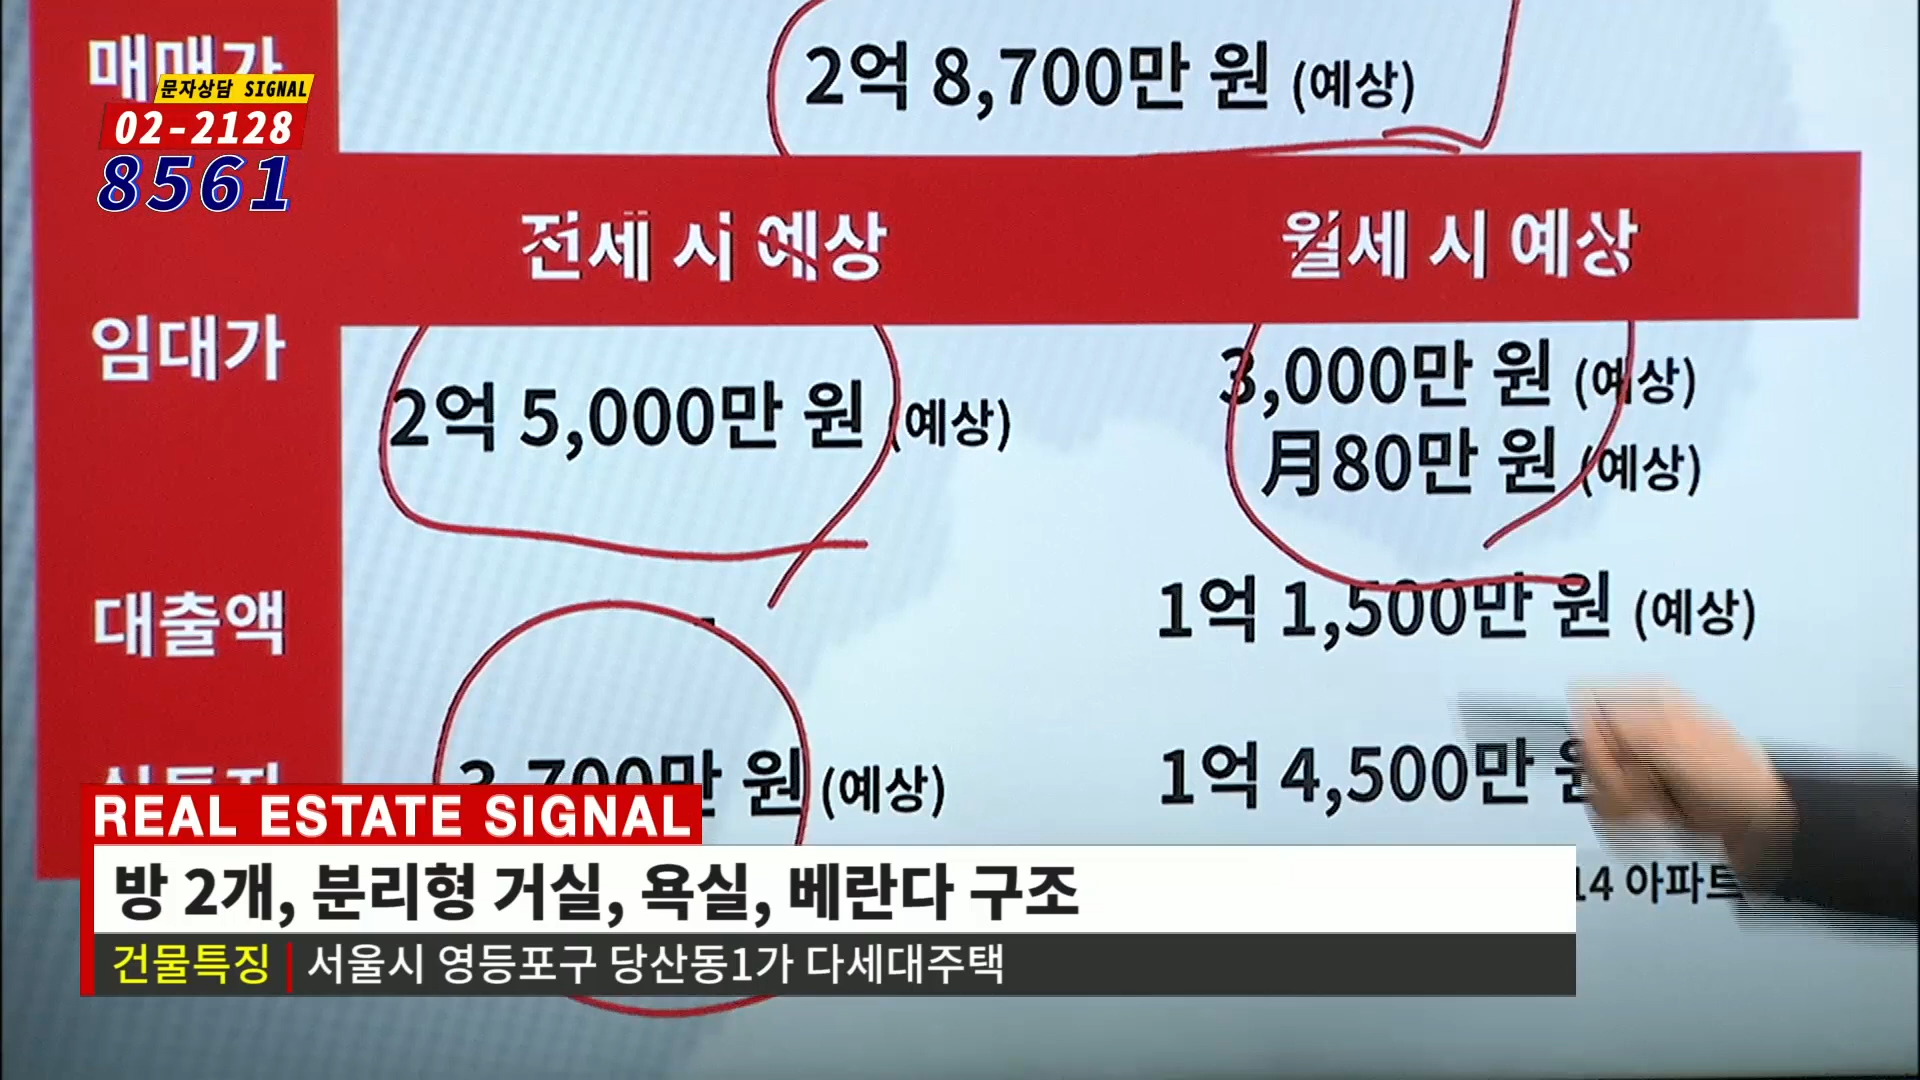 매매가
2억 8,700만 원 (예상)
문자상담 SIGNAL
02-2128
8561
전세 시 예상
월세 시 예상
임대가
2억 5,000만 원 (예상)
3,000만 원 (예상)
月80만 원 (예상)
대출액
-
1억 1,500만 원 (예상)
3,700만 원 (예상)
1억 4,500만 원
REAL ESTATE SIGNAL
방 2개, 분리형 거실, 욕실, 베란다 구조
14 아파트
건물특징 | 서울시 영등포구 당산동1가 다세대주택